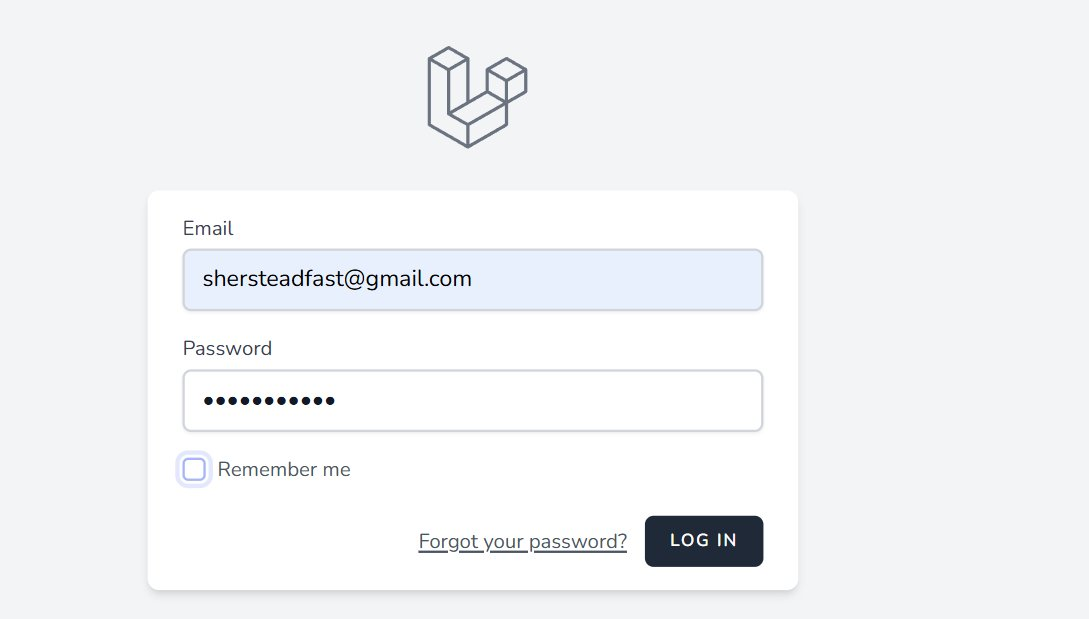 Email
shersteadfast@gmail.com
Password
•••••••••••
Remember me
Forgot your password? LOG IN